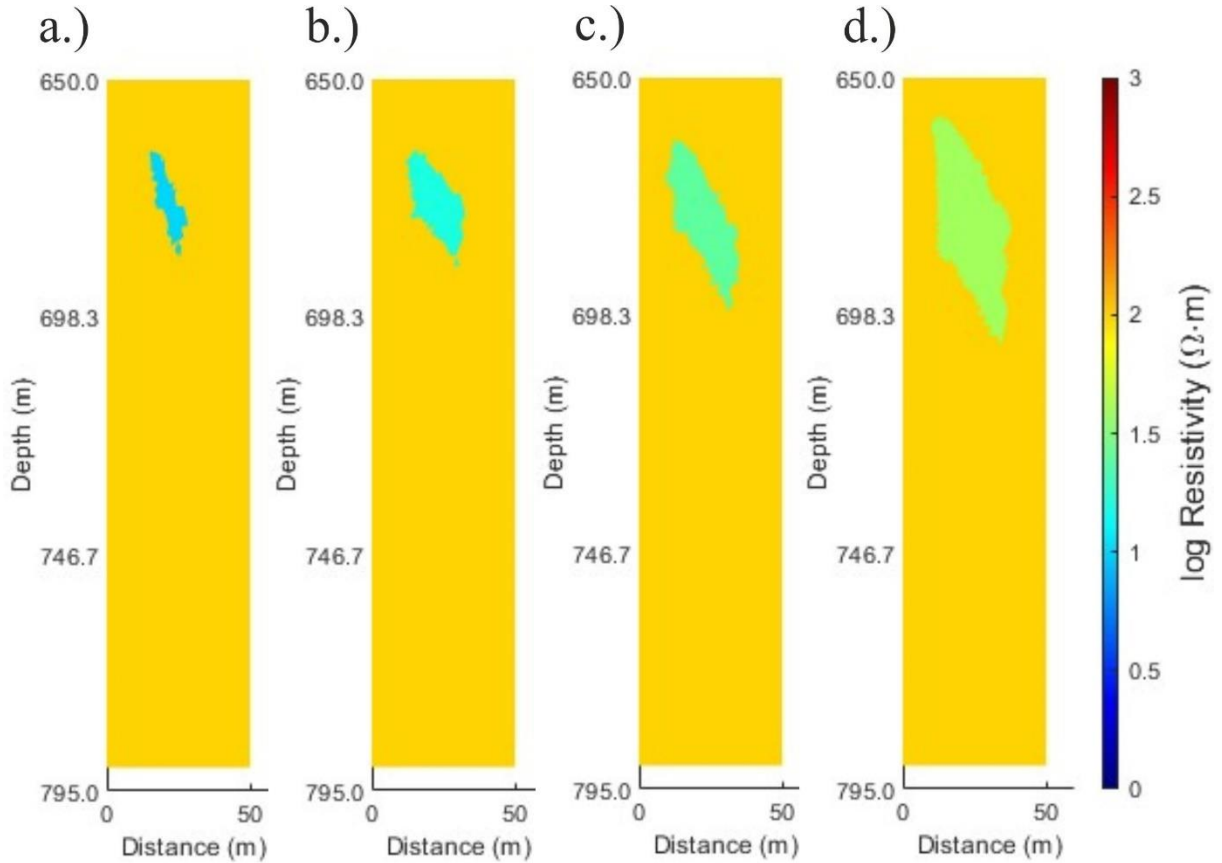 a.)
b.)
c.)
d.)
650.0
698.3
746.7
795.0
Depth (m)
0
50
Distance (m)
650.0
698.3
746.7
795.0
Depth (m)
0
50
Distance (m)
650.0
698.3
746.7
795.0
Depth (m)
0
50
Distance (m)
650.0
698.3
746.7
795.0
Depth (m)
0
50
Distance (m)
3
2.5
2
1.5
1
0.5
0
log Resistivity (Ω·m)